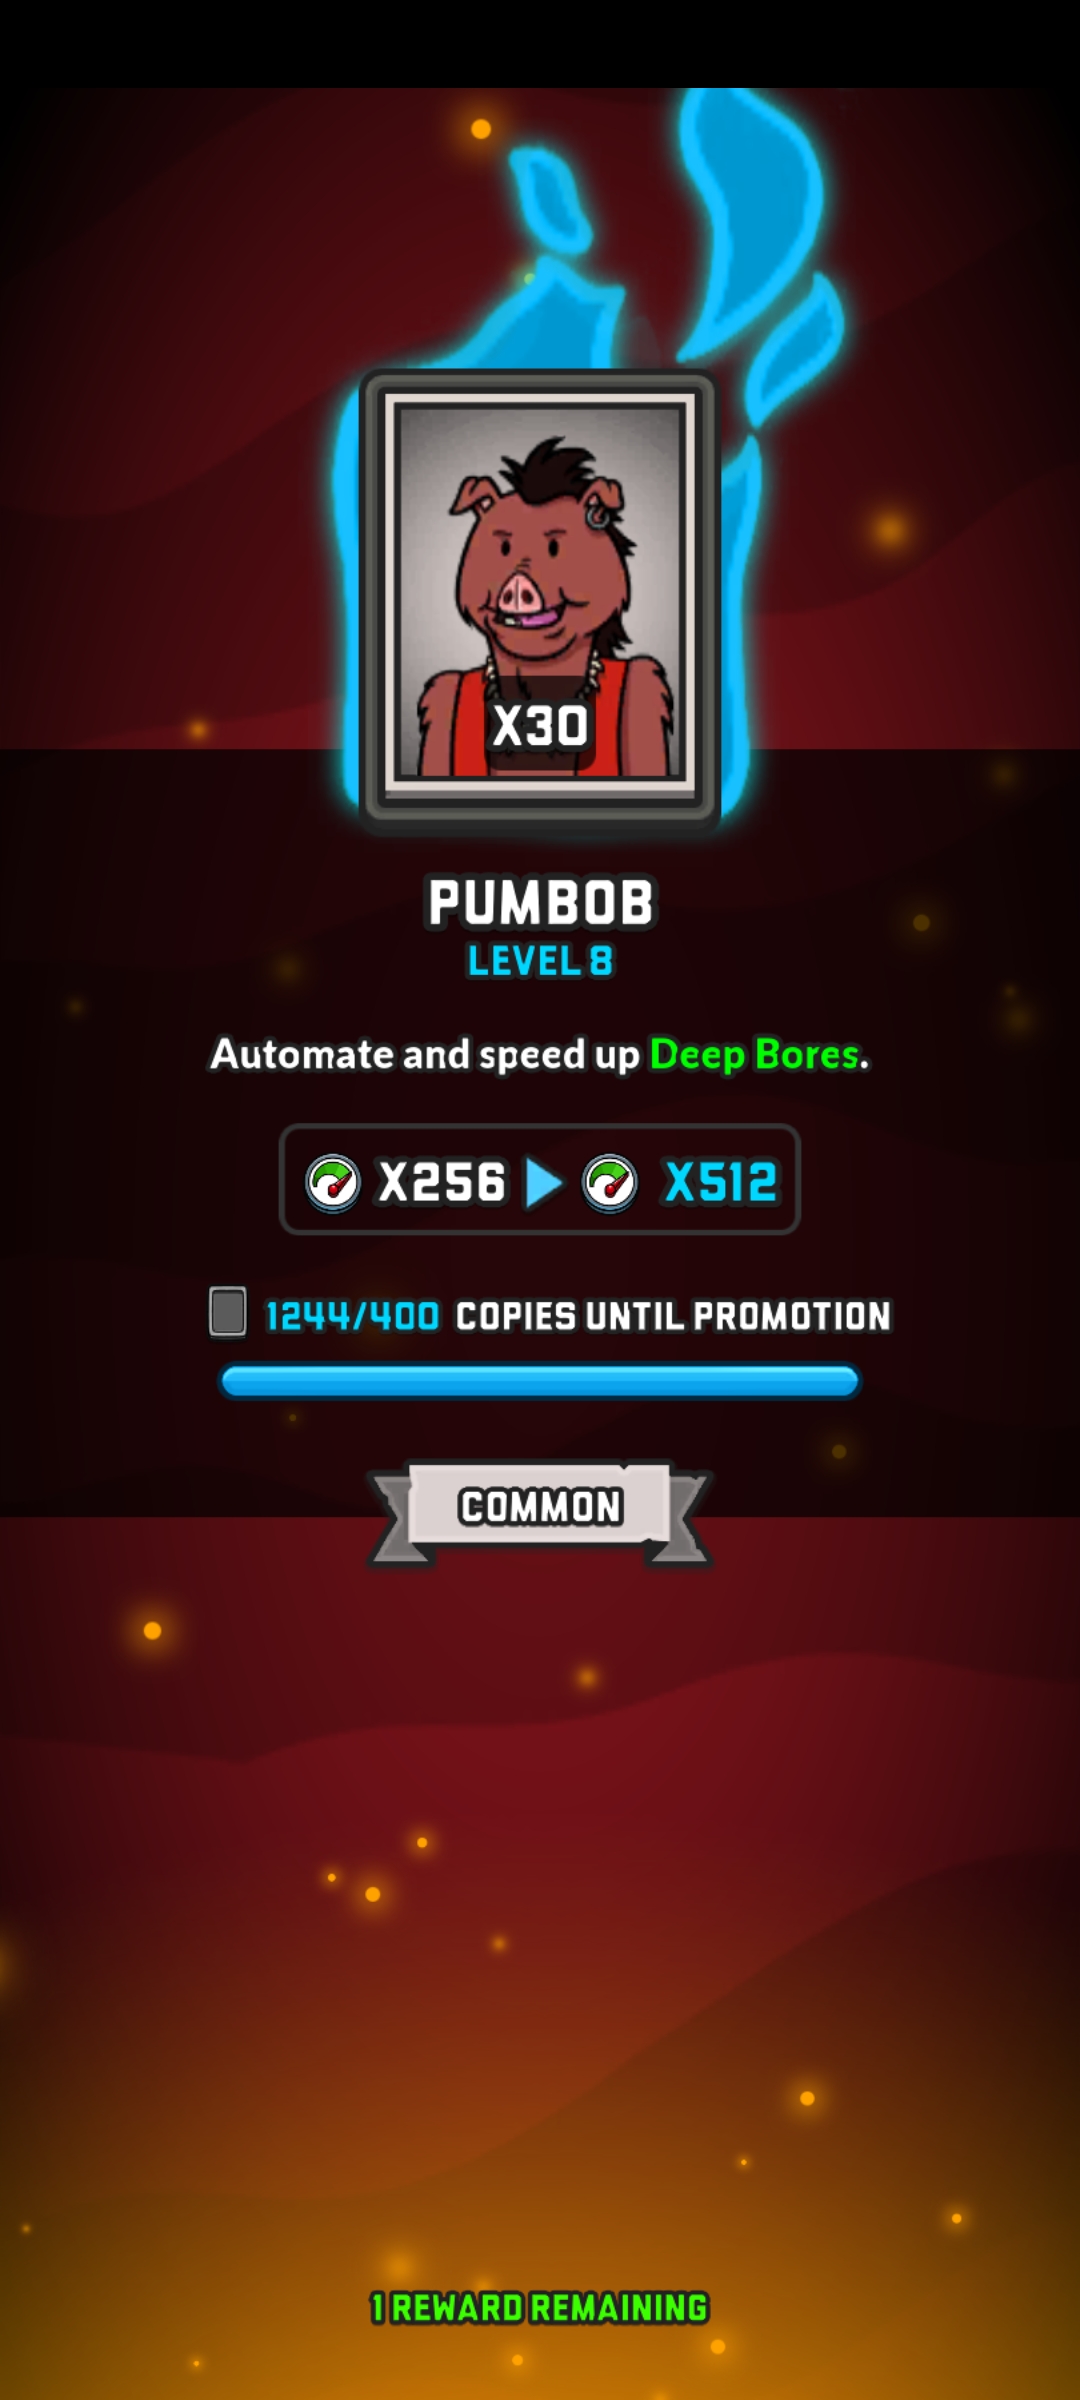 X30
PUMBOB
LEVEL 8
Automate and speed up Deep Bores.
X256 X512
1244/400 COPIES UNTIL PROMOTION
COMMON
1 REWARD REMAINING